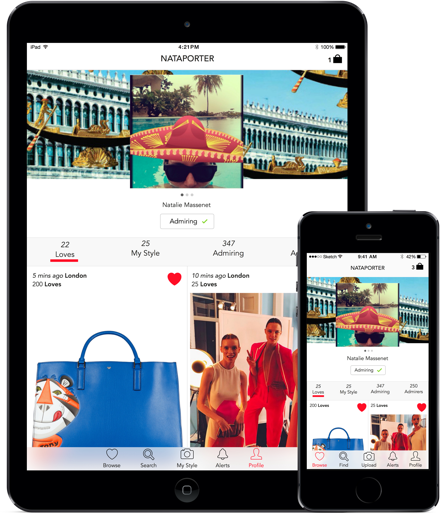 iPad 4:21 PM 100%
NATAPORTER
1
Natalie Massenet
Admiring
22 25 347
Loves My Style Admiring A
5 mins ago London
200 Loves
10 mins ago London
25 Loves
TONY
Browse Search My Style Alerts Profile
Sketch 9:41 AM 42%
NATAPORTER
3
Natalie Massenet
Admiring
25 25 347 250
Loves My Style Admiring Admirers
200 Loves 25 Loves
Browse Find Upload Alerts Profile